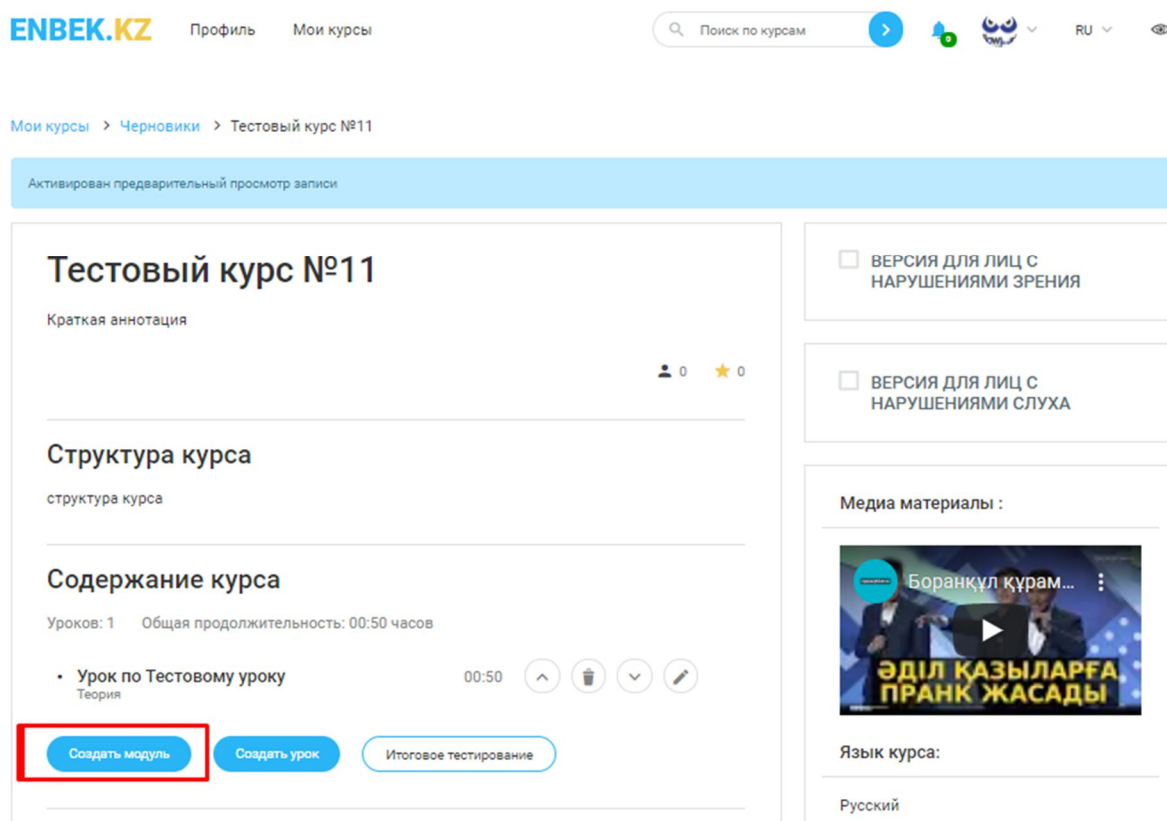 ENBEK.KZ Профиль Мои курсы Поиск по курсам 0 RU
Мои курсы > Черновики > Тестовый курс №11
Активирован предварительный просмотр записи
Тестовый курс №11
Краткая аннотация
0 0
Структура курса
структура курса
Содержание курса
Уроков: 1 Общая продолжительность: 00:50 часов
• Урок по Тестовому уроку 00:50
Теория
Создать модуль Создать урок Итоговое тестирование
ВЕРСИЯ ДЛЯ ЛИЦ С
НАРУШЕНИЯМИ ЗРЕНИЯ
ВЕРСИЯ ДЛЯ ЛИЦ С
НАРУШЕНИЯМИ СЛУХА
Медиа материалы :
Боранқұл құрам...
ӘДІЛ ҚАЗЫЛАРҒА
ПРАНК ЖАСАДЫ
Язык курса:
Русский